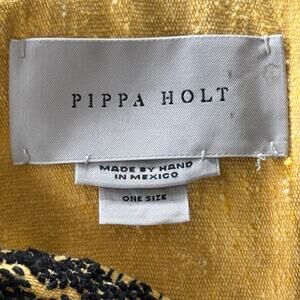 PIPPA HOLT
MADE BY HAND
IN MEXICO
ONE SIZE